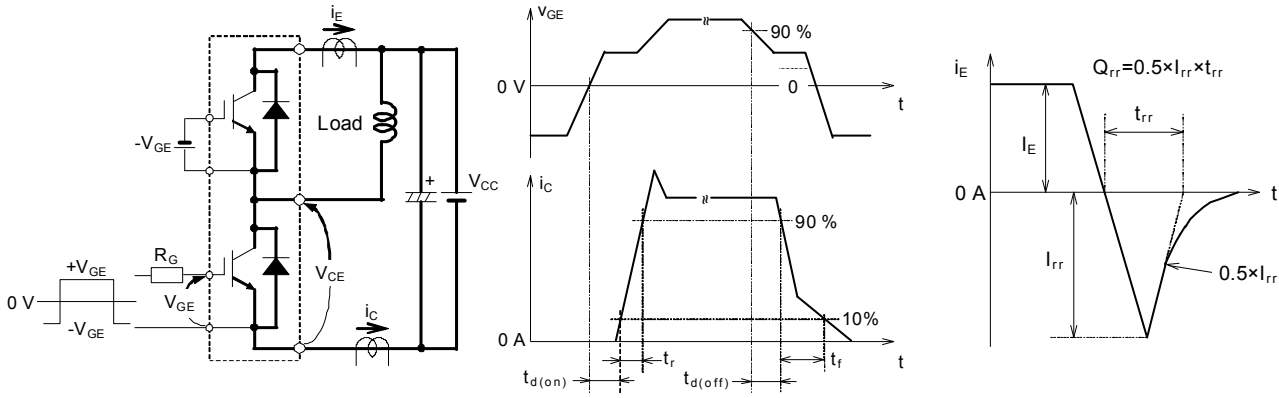 i_E
Load
-V_GE
+
V_CC
R_G
+V_GE
0 V
-V_GE
V_GE
V_CE
i_C
v_GE
≈
90 %
0 V
0
t
i_C
≈
90 %
10%
0 A
t
t_r
t_f
t_d(on)
t_d(off)
i_E
Q_rr=0.5×I_rr×t_rr
t_rr
I_E
0 A
t
I_rr
0.5×I_rr